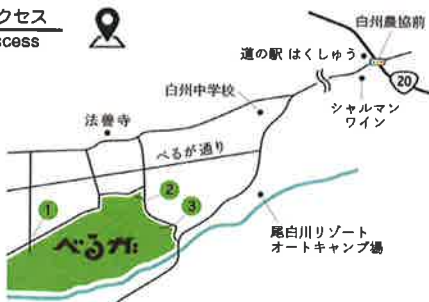 クセス
cess
白州農協前
道の駅 はくしゅう
20
白州中学校
シャルマン
ワイン
法善寺
べるが通り
①
②
③
べるが
尾白川リゾート
オートキャンプ場